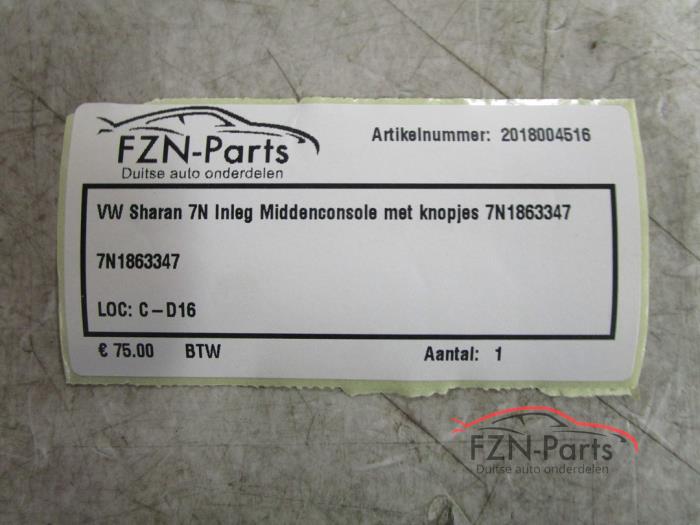 FZN-Parts
Duitse auto onderdelen
Artikelnummer: 2018004516
VW Sharan 7N Inleg Middenconsole met knopjes 7N1863347
7N1863347
LOC: C-D16
€ 75.00 BTW Aantal: 1
FZN-Parts
Duitse auto onderdelen